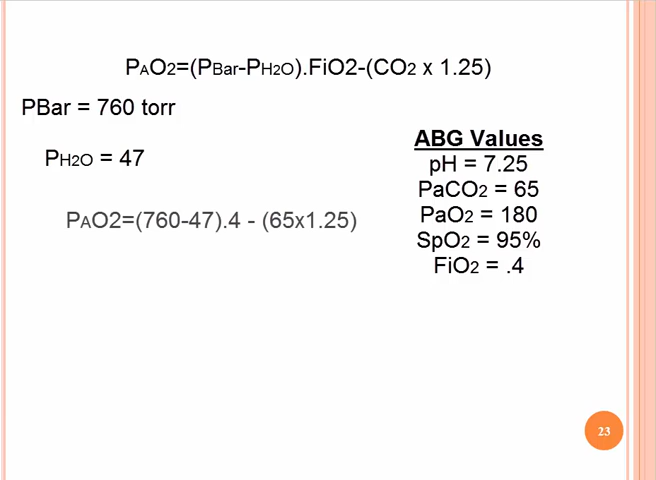 PAO2=(PBar-PH2O).FiO2-(CO2 x 1.25)
PBar = 760 torr
PH2O = 47
PAO2=(760-47).4 - (65x1.25)
ABG Values
pH = 7.25
PaCO2 = 65
PaO2 = 180
SpO2 = 95%
FiO2 = .4
23